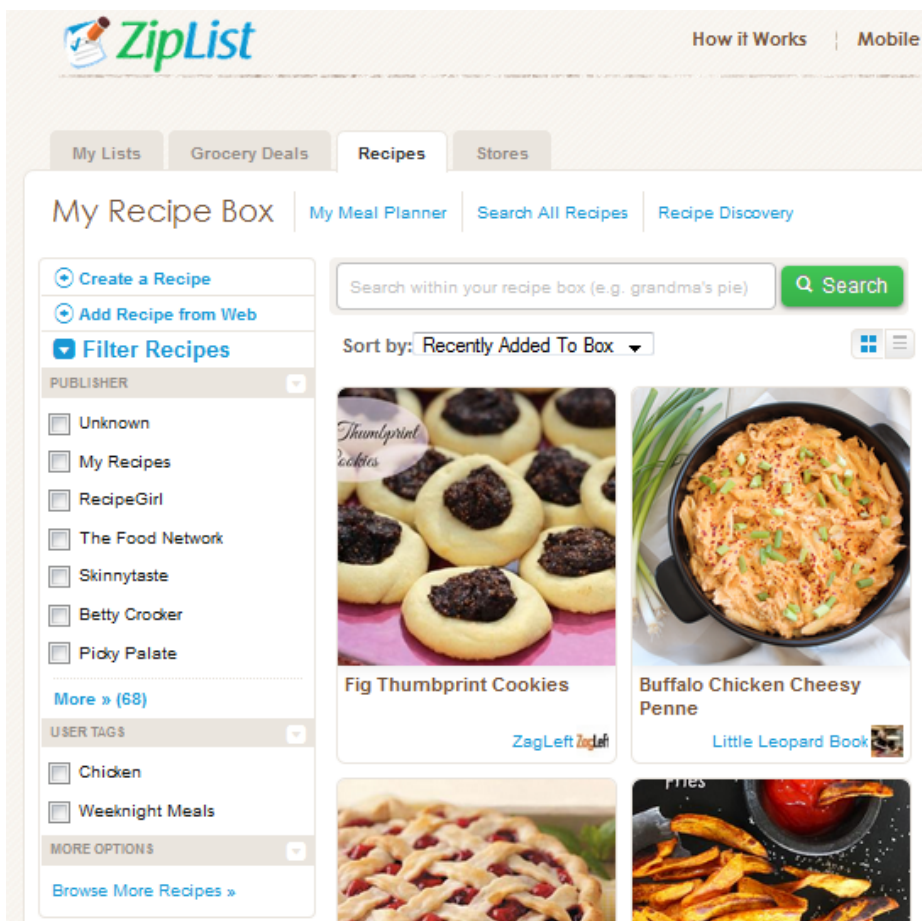 ZipList
How it Works
Mobile
My Lists
Grocery Deals
Recipes
Stores
My Recipe Box
My Meal Planner
Search All Recipes
Recipe Discovery
Create a Recipe
Add Recipe from Web
Filter Recipes
PUBLISHER
Unknown
My Recipes
RecipeGirl
The Food Network
Skinnytaste
Betty Crocker
Picky Palate
More » (68)
USER TAGS
Chicken
Weeknight Meals
MORE OPTIONS
Browse More Recipes »
Search within your recipe box (e.g. grandma's pie)
Search
Sort by: Recently Added To Box
Thumbprint
Cookies
Fig Thumbprint Cookies
ZagLeft ZagLeft
Buffalo Chicken Cheesy
Penne
Little Leopard Book
Fries